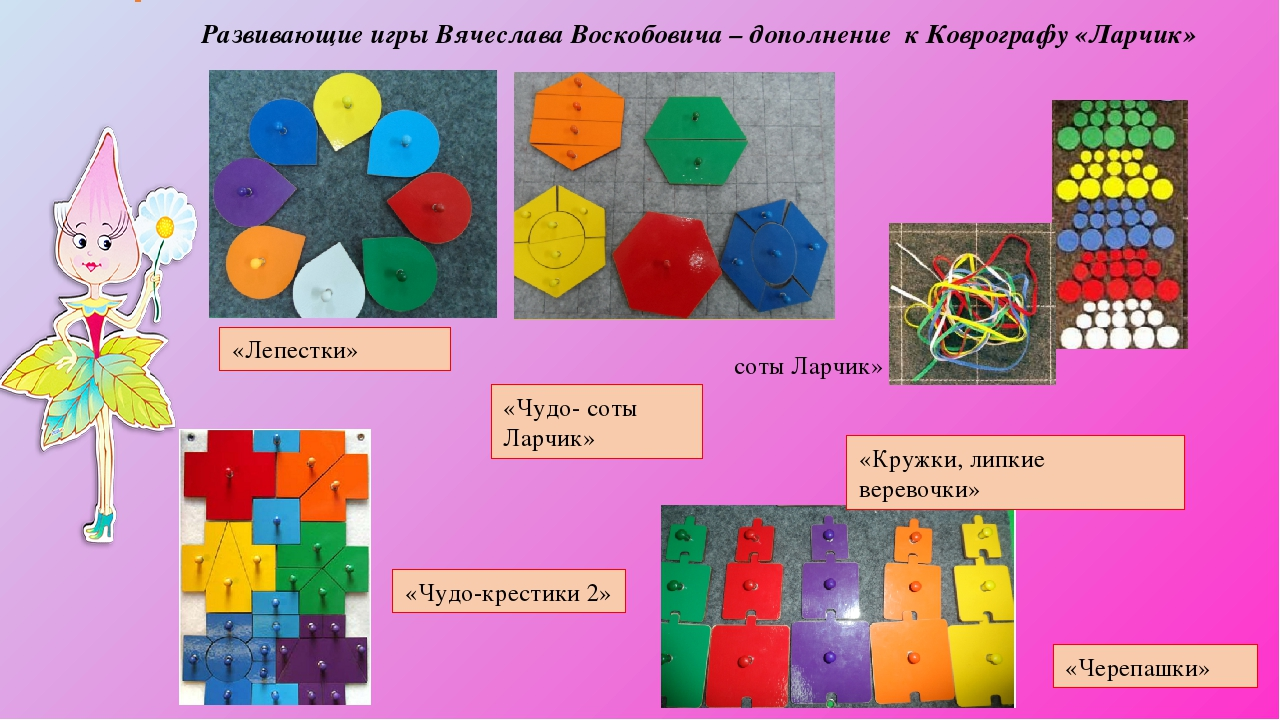 Развивающие игры Вячеслава Воскобовича – дополнение к Коврографу «Ларчик»
«Лепестки»
соты Ларчик»
«Чудо- соты
Ларчик»
«Кружки, липкие
веревочки»
«Чудо-крестики 2»
«Черепашки»